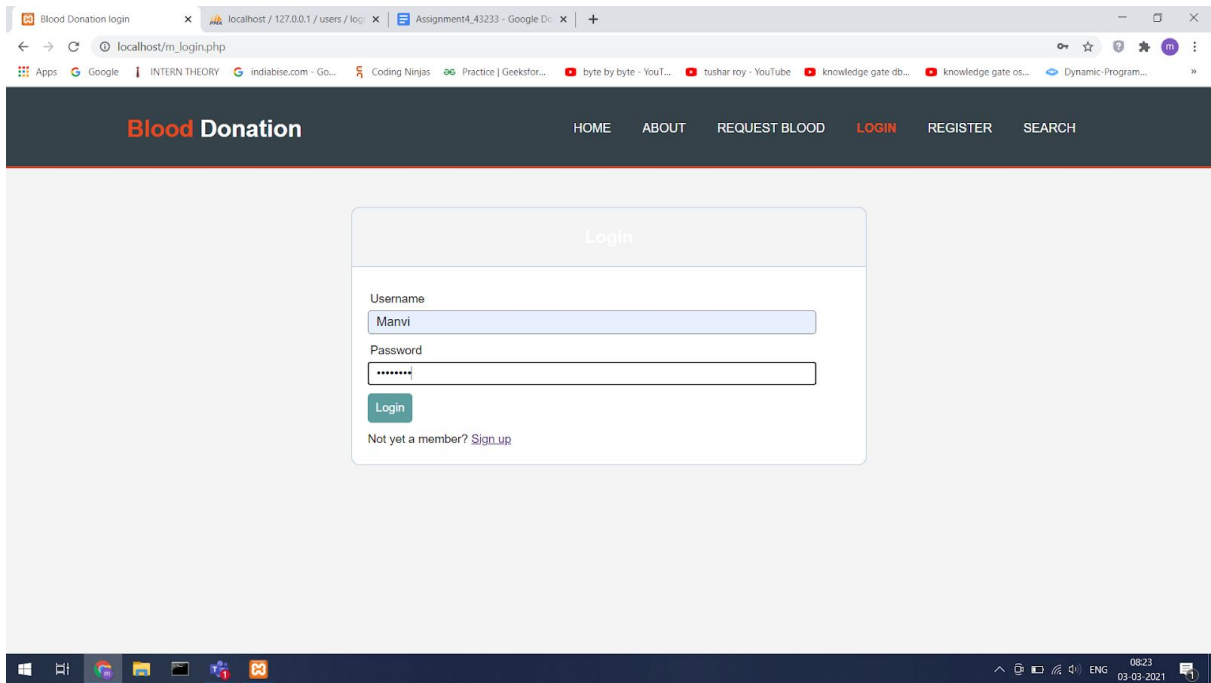 Blood Donation login
localhost / 127.0.0.1 / users / log
Assignment4_43233 - Google Do
localhost/m_login.php
m
Apps Google INTERN THEORY indiabise.com - Go... Coding Ninjas Practice | Geeksfor... byte by byte - YouT... tushar roy - YouTube knowledge gate db... knowledge gate os... Dynamic-Program...
Blood Donation
HOME ABOUT REQUEST BLOOD LOGIN REGISTER SEARCH
Login
Username
Manvi
Password
Login
Not yet a member? Sign up
ENG
08:23
03-03-2021